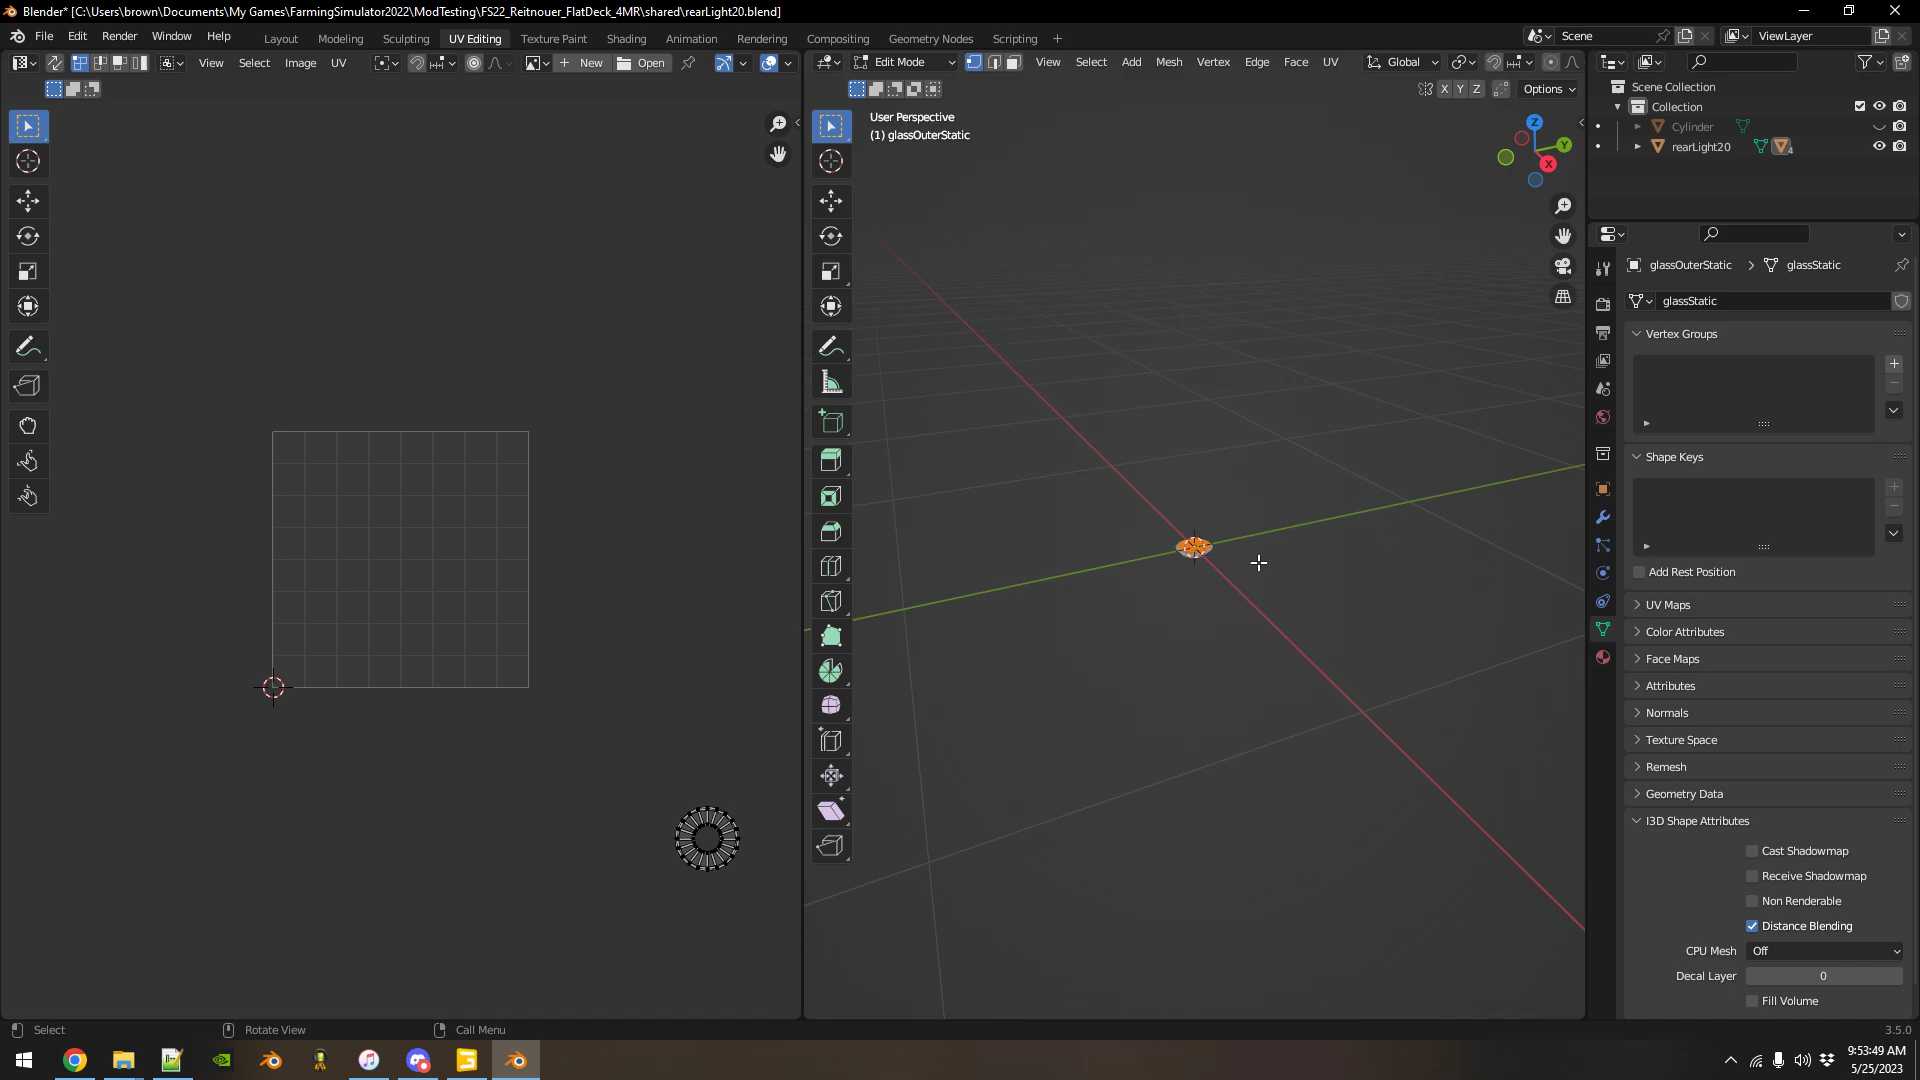 Blender* [C:\Users\brown\Documents\My Games\FarmingSimulator2022\ModTesting\FS22_Reitnouer_FlatDeck_4MR\shared\rearLight20.blend]
File Edit Render Window Help Layout Modeling Sculpting UV Editing Texture Paint Shading Animation Rendering Compositing Geometry Nodes Scripting Scene ViewLayer
View Select Image UV New Open Edit Mode View Select Add Mesh Vertex Edge Face UV Global
X Y Z Options
Scene Collection
Collection
Cylinder
rearLight20
4
User Perspective
(1) glassOuterStatic
Z
Y
X
glassOuterStatic glassStatic
glassStatic
Vertex Groups
Shape Keys
Add Rest Position
UV Maps
Color Attributes
Face Maps
Attributes
Normals
Texture Space
Remesh
Geometry Data
I3D Shape Attributes
Cast Shadowmap
Receive Shadowmap
Non Renderable
Distance Blending
CPU Mesh Off
Decal Layer 0
Fill Volume
Select Rotate View Call Menu 3.5.0
9:53:49 AM
5/25/2023